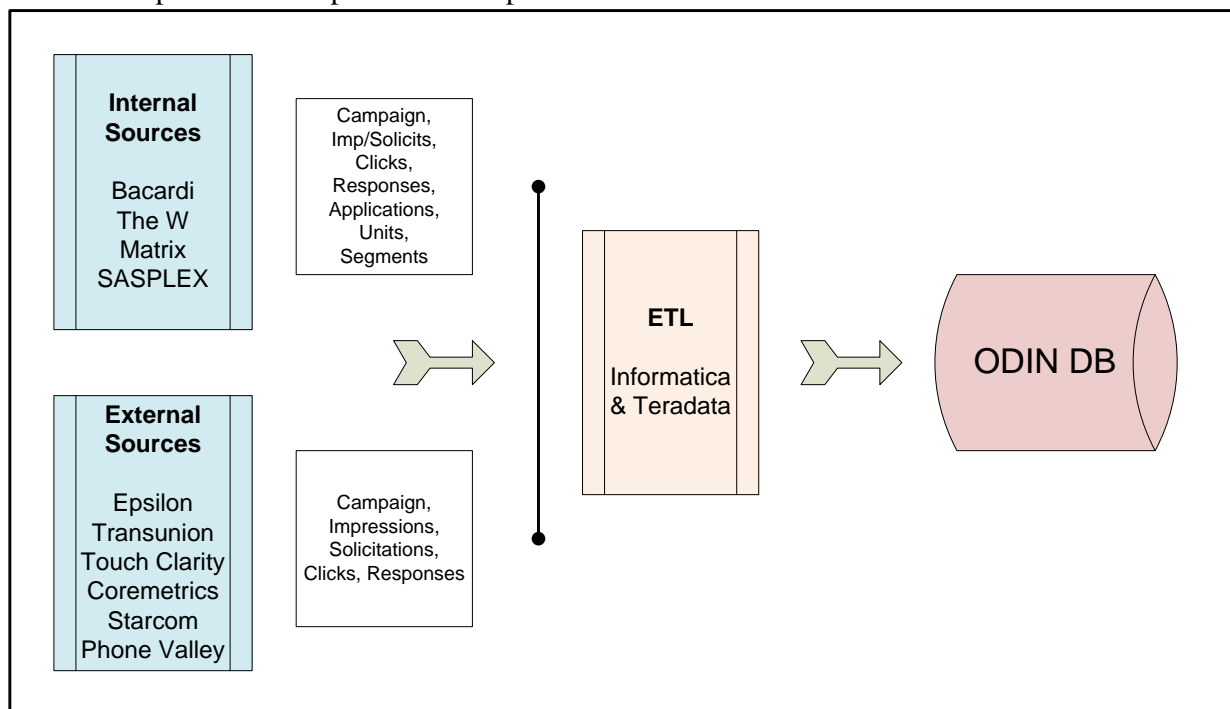 Internal
Sources
Bacardi
The W
Matrix
SASPLEX
Campaign,
Imp/Solicits,
Clicks,
Responses,
Applications,
Units,
Segments
External
Sources
Epsilon
Transunion
Touch Clarity
Coremetrics
Starcom
Phone Valley
Campaign,
Impressions,
Solicitations,
Clicks, Responses
ETL
Informatica
& Teradata
ODIN DB